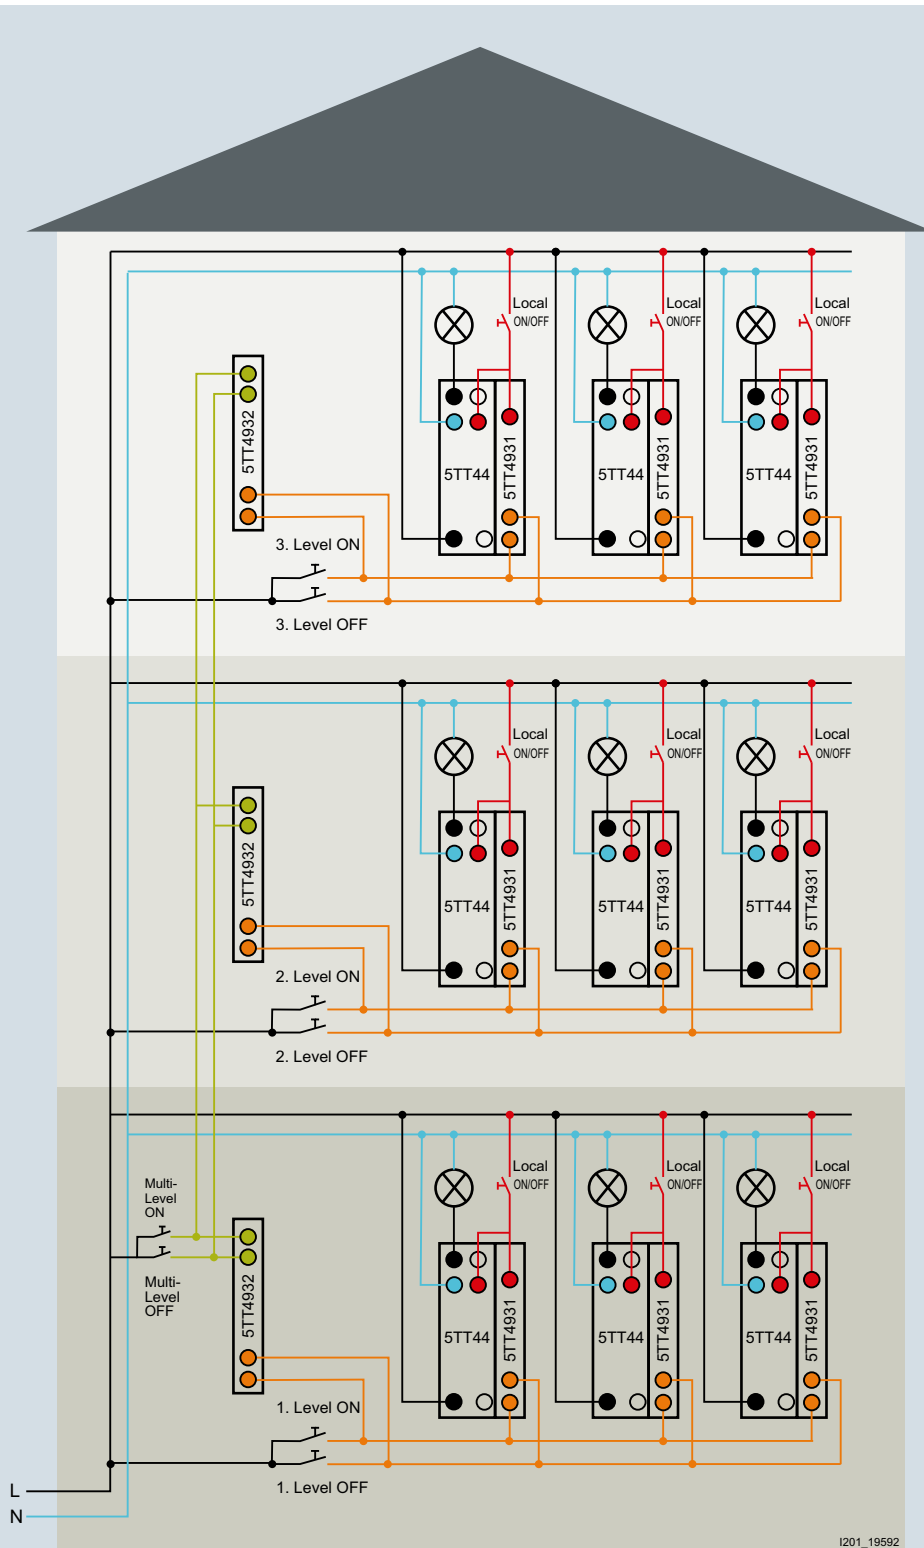 Local
ON/OFF
Local
ON/OFF
Local
ON/OFF
5TT4932
5TT44
5TT4931
5TT44
5TT4931
5TT44
5TT4931
3. Level ON
3. Level OFF
Local
ON/OFF
Local
ON/OFF
Local
ON/OFF
5TT4932
5TT44
5TT4931
5TT44
5TT4931
5TT44
5TT4931
2. Level ON
2. Level OFF
Local
ON/OFF
Local
ON/OFF
Local
ON/OFF
Multi-
Level
ON
Multi-
Level
OFF
5TT4932
5TT44
5TT4931
5TT44
5TT4931
5TT44
5TT4931
1. Level ON
1. Level OFF
L
N
I201_19592